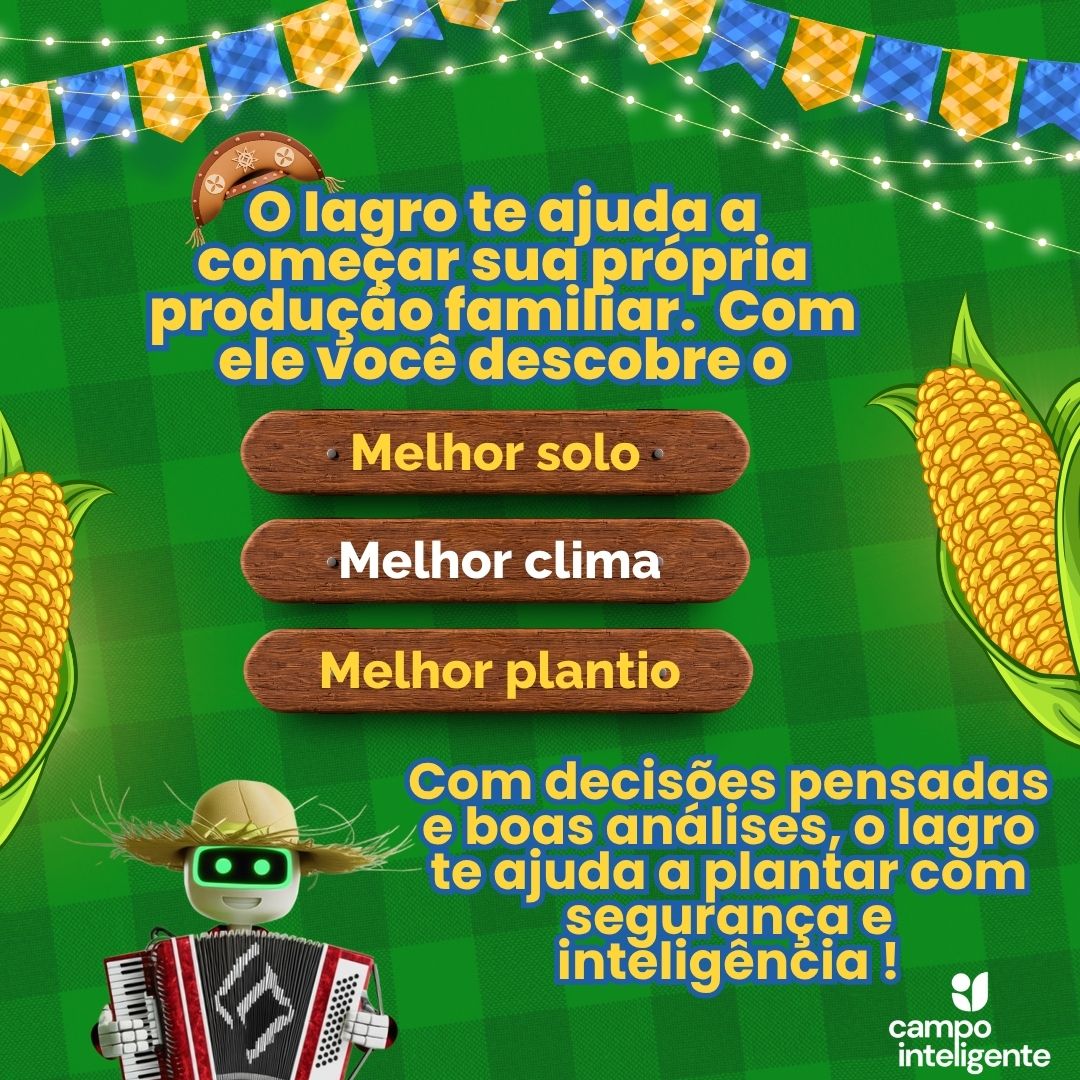 O Iagro te ajuda a
começar sua própria
produção familiar. Com
ele você descobre o
Melhor solo
Melhor clima
Melhor plantio
Com decisões pensadas
e boas análises, o Iagro
te ajuda a plantar com
segurança e
inteligência !
campo
inteligente